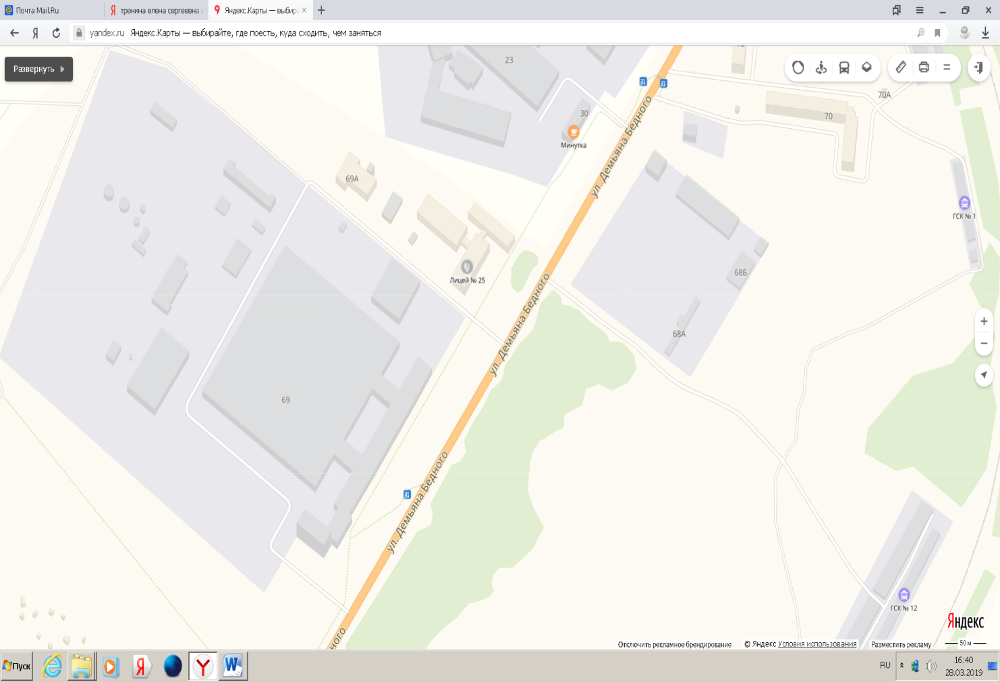 Почта Mail.Ru
тренина елена сергеевна
Яндекс.Карты — выбира
yandex.ru Яндекс.Карты — выбирайте, где поесть, куда сходить, чем заняться
Развернуть
23
70А
70
30
Минутка
ул. Демьяна Бедного
69А
ГСК № 1
Лицей № 25
68Б
ул. Демьяна Бедного
68А
69
ул. Демьяна Бедного
ГСК № 12
Яндекс
ного
Отключить рекламное брендирование
© Яндекс Условия использования
Разместить рекламу
50 м
Пуск
RU
16:40
28.03.2019